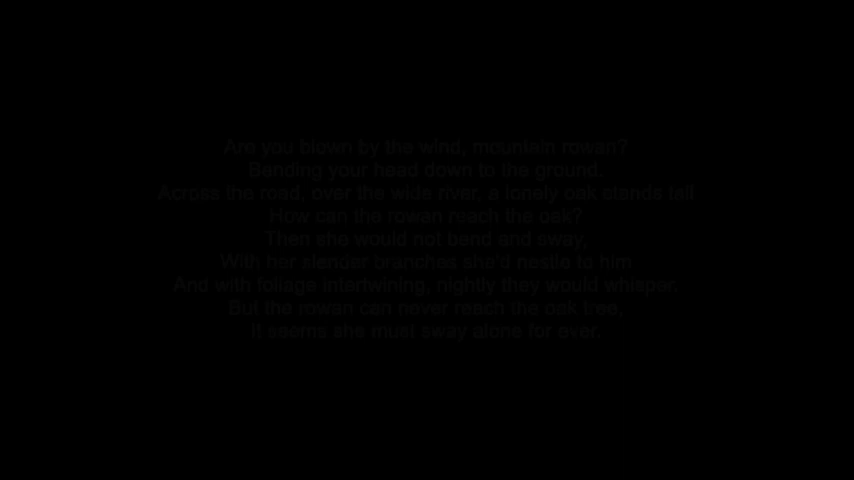 Are you blown by the wind, mountain rowan?
Bending your head down to the ground.
Across the road, over the wide river, a lonely oak stands tall
How can the rowan reach the oak?
Then she would not bend and sway,
With her slender branches she'd nestle to him
And with foliage intertwining, nightly they would whisper.
But the rowan can never reach the oak tree,
It seems she must sway alone for ever.